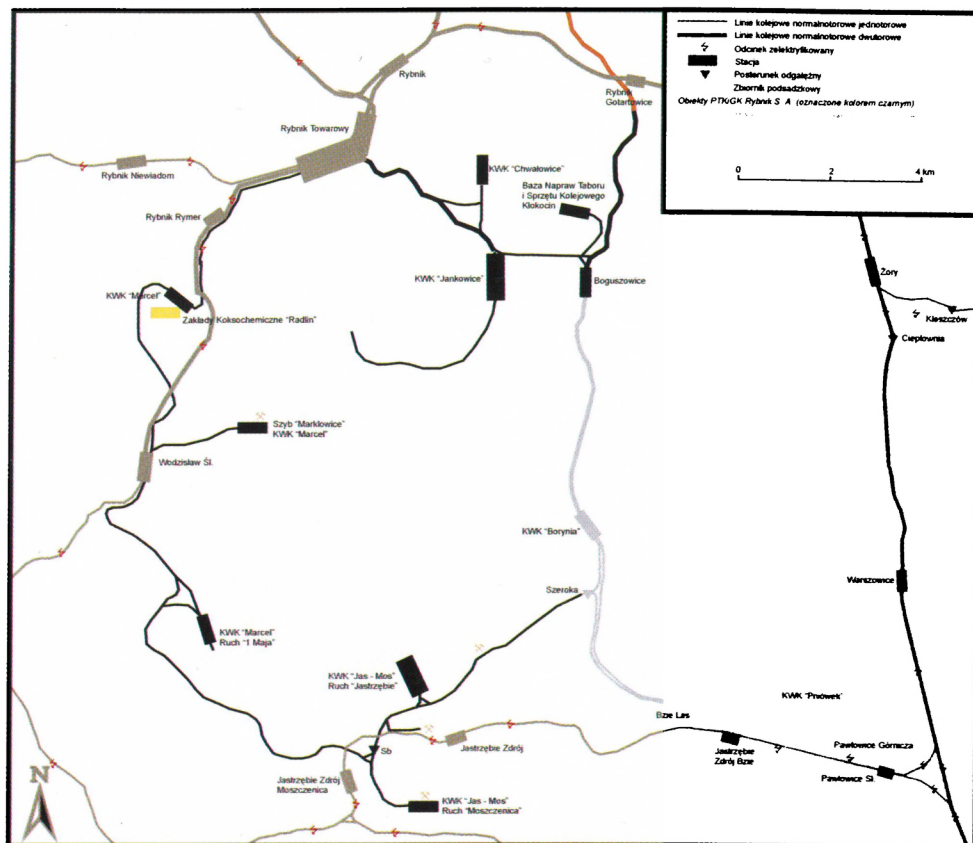 Linie kolejowe normalnotorowe jednotorowe
Linie kolejowe normalnotorowe dwutorowe
Odcinek zelektryfikowany
Stacja
Posterunek odgałęźny
Zbiornik podsadzkowy
Obiekty PTKiGK Rybnik S. A. (oznaczone kolorem czarnym)
0 2 4 km
Rybnik
Rybnik
Gotartowice
Rybnik Towarowy
Rybnik Niewiadom
KWK "Chwałowice"
Baza Napraw Taboru
i Sprzętu Kolejowego
Kłokocin
Rybnik Rymer
KWK "Jankowice"
Boguszowice
Żory
KWK "Marcel"
Zakłady Koksochemiczne "Radlin"
Kleszczów
Ciepłownia
Szyb "Marklowice"
KWK "Marcel"
Wodzisław Śl.
KWK "Borynia"
Warszowice
Szeroka
KWK "Marcel"
Ruch "1 Maja"
KWK "Jas - Mos"
Ruch "Jastrzębie"
KWK "Pniówek"
Bzie Las
Sb
Jastrzębie Zdrój
Jastrzębie
Zdrój Bzie
Pawłowice Górnicza
Pawłowice Śl.
Jastrzębie Zdrój
Moszczenica
KWK "Jas - Mos"
Ruch "Moszczenica"
N